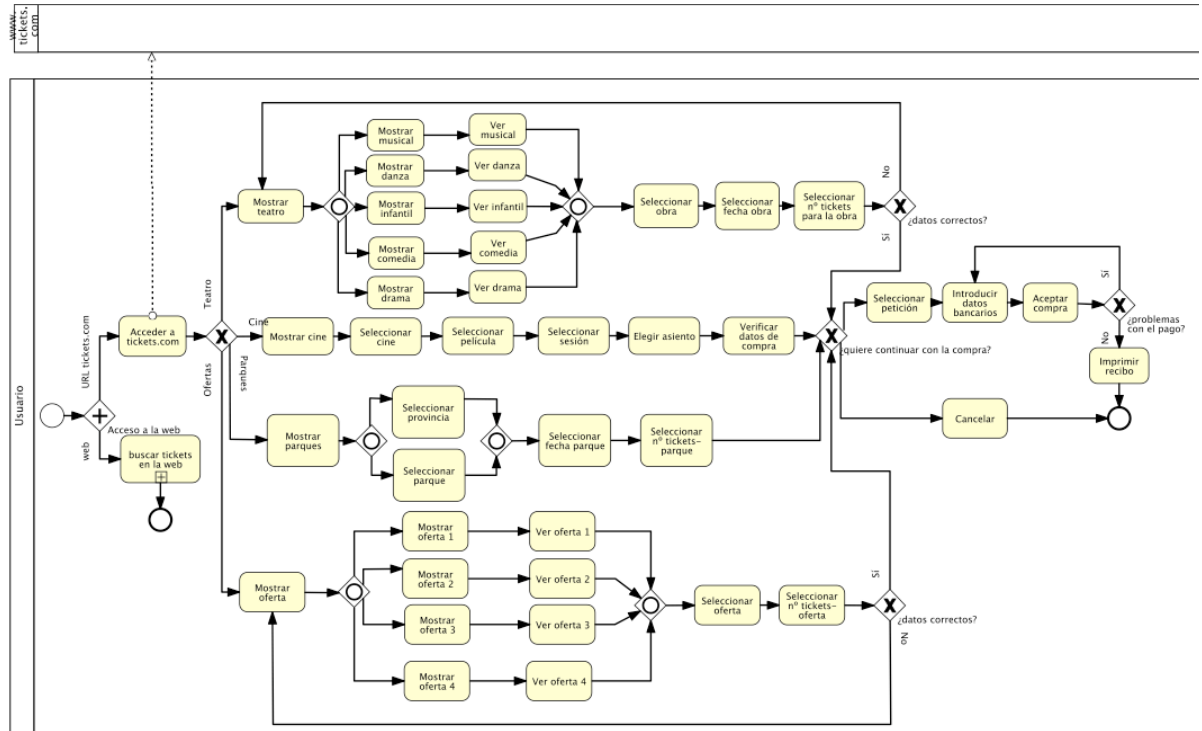 www.
tickets.
com
Usuario
Mostrar
musical
Ver
musical
Mostrar
danza
Ver danza
Mostrar
teatro
Mostrar
infantil
Ver infantil
Mostrar
comedia
Ver
comedia
Mostrar
drama
Ver drama
Seleccionar
obra
Seleccionar
fecha obra
Seleccionar
nº tickets
para la obra
No
¿datos correctos?
Sí
Teatro
Cine
Parques
Ofertas
URL tickets.com
Acceder a
tickets.com
Mostrar cine
Seleccionar
cine
Selección
película
Selección
sesión
Elegir asiento
Verificar
datos de
compra
¿quiere continuar con la compra?
Seleccionar
petición
Introducir
datos
bancarios
Aceptar
compra
Sí
¿problemas
con el pago?
No
Imprimir
recibo
Cancelar
Acceso a la web
web
buscar tickets
en la web
Mostrar
parques
Seleccionar
provincia
Seleccionar
parque
Seleccionar
fecha parque
Seleccionar
nº tickets-
parque
Mostrar
oferta
Mostrar
oferta 1
Ver oferta 1
Mostrar
oferta 2
Ver oferta 2
Mostrar
oferta 3
Ver oferta 3
Mostrar
oferta 4
Ver oferta 4
Seleccionar
oferta
Seleccionar
nº tickets-
oferta
Sí
¿datos correctos?
No